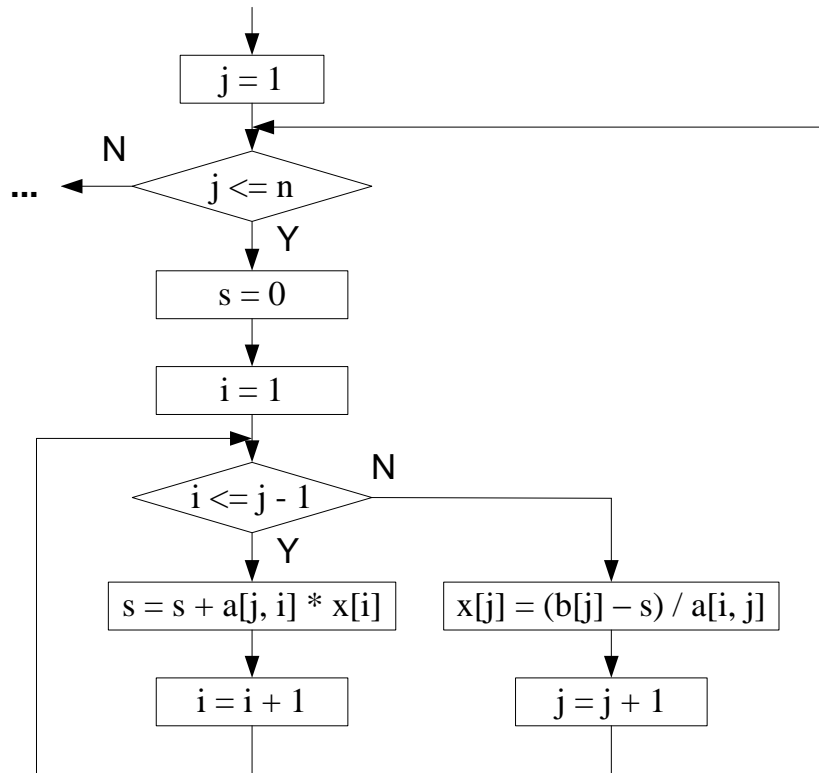 j = 1
N
...
j <= n
Y
s = 0
i = 1
N
i <= j - 1
Y
s = s + a[j, i] * x[i]
x[j] = (b[j] – s) / a[i, j]
i = i + 1
j = j + 1